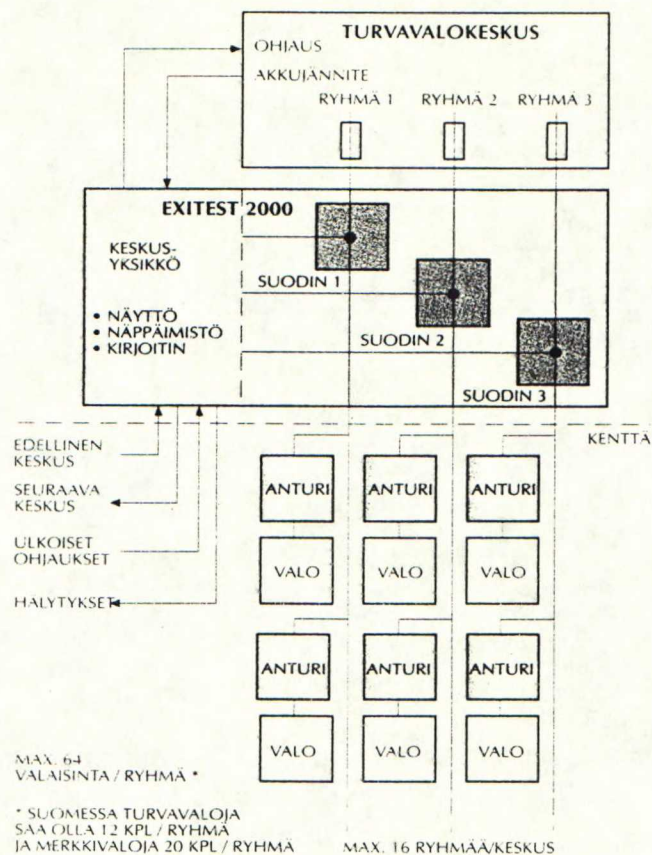 TURVAVALOKESKUS
OHJAUS
AKKUJÄNNITE
RYHMÄ 1
RYHMÄ 2
RYHMÄ 3
EXITEST 2000
KESKUS-
YKSIKKÖ
• NÄYTTÖ
• NÄPPÄIMISTÖ
• KIRJOITIN
SUODIN 1
SUODIN 2
SUODIN 3
KENTTÄ
EDELLINEN
KESKUS
SEURAAVA
KESKUS
ULKOISET
OHJAUKSET
HÄLYTYKSET
ANTURI
ANTURI
ANTURI
VALO
VALO
VALO
ANTURI
ANTURI
ANTURI
VALO
VALO
VALO
MAX. 64
VALAISINTA / RYHMÄ *
* SUOMESSA TURVAVALOJA
SAA OLLA 12 KPL / RYHMÄ
JA MERKKIVALOJA 20 KPL / RYHMÄ
MAX. 16 RYHMÄÄ/KESKUS